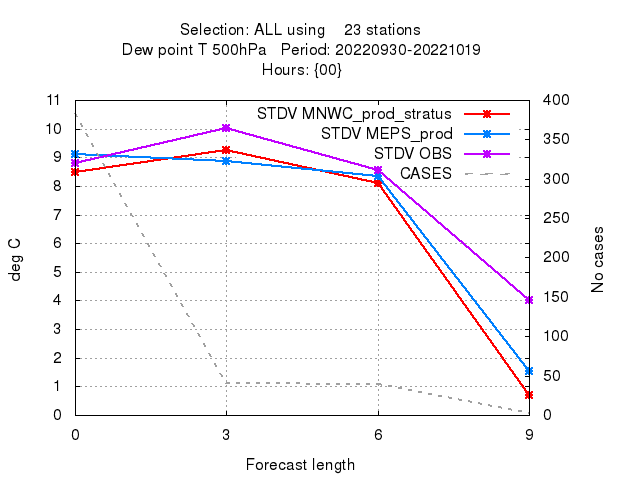 Selection: ALL using 23 stations
Dew point T 500hPa Period: 20220930-20221019
Hours: {00}
STDV MNWC_prod_stratus
STDV MEPS_prod
STDV OBS
CASES
11
10
9
8
7
6
5
4
3
2
1
0
deg C
400
350
300
250
200
150
100
50
0
No cases
0 3 6 9
Forecast length